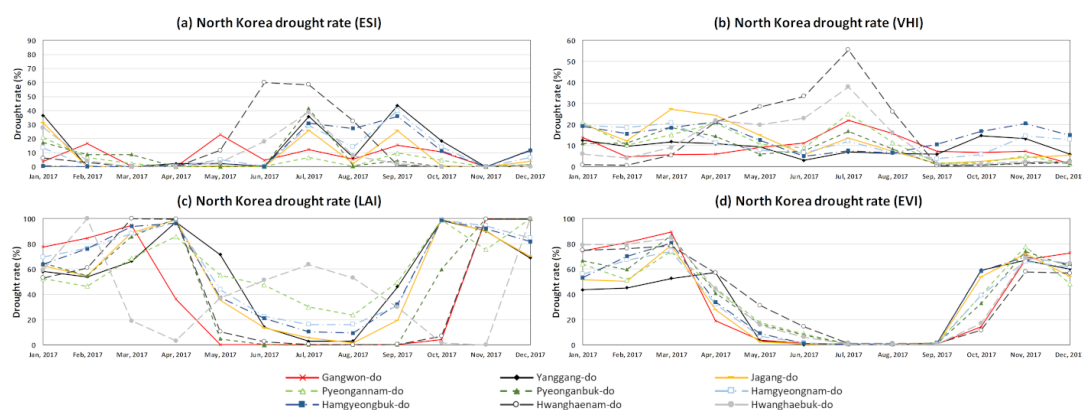 (a) North Korea drought rate (ESI)
Drought rate (%)
90
80
70
60
50
40
30
20
10
0
Jan, 2017 Feb, 2017 Mar, 2017 Apr, 2017 May, 2017 Jun, 2017 Jul, 2017 Aug, 2017 Sep, 2017 Oct, 2017 Nov, 2017 Dec, 2017
(b) North Korea drought rate (VHI)
Drought rate (%)
60
50
40
30
20
10
0
Jan, 2017 Feb, 2017 Mar, 2017 Apr, 2017 May, 2017 Jun, 2017 Jul, 2017 Aug, 2017 Sep, 2017 Oct, 2017 Nov, 2017 Dec, 201
(c) North Korea drought rate (LAI)
Drought rate (%)
100
80
60
40
20
0
Jan, 2017 Feb, 2017 Mar, 2017 Apr, 2017 May, 2017 Jun, 2017 Jul, 2017 Aug, 2017 Sep, 2017 Oct, 2017 Nov, 2017 Dec, 2017
(d) North Korea drought rate (EVI)
Drought rate (%)
100
80
60
40
20
0
Jan, 2017 Feb, 2017 Mar, 2017 Apr, 2017 May, 2017 Jun, 2017 Jul, 2017 Aug, 2017 Sep, 2017 Oct, 2017 Nov, 2017 Dec, 2017
Gangwon-do Yanggang-do Jagang-do
Pyeongannam-do Pyeonganbuk-do Hamgyeongnam-do
Hamgyeongbuk-do Hwanghaenam-do Hwanghaebuk-do